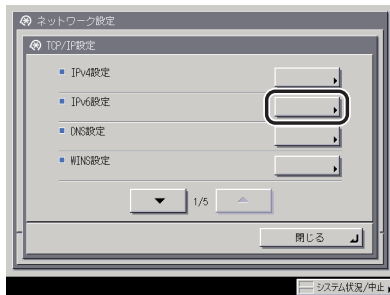 ネットワーク設定
TCP/IP設定
IPv4設定
IPv6設定
DNS設定
WINS設定
1/5
閉じる
システム状況/中止